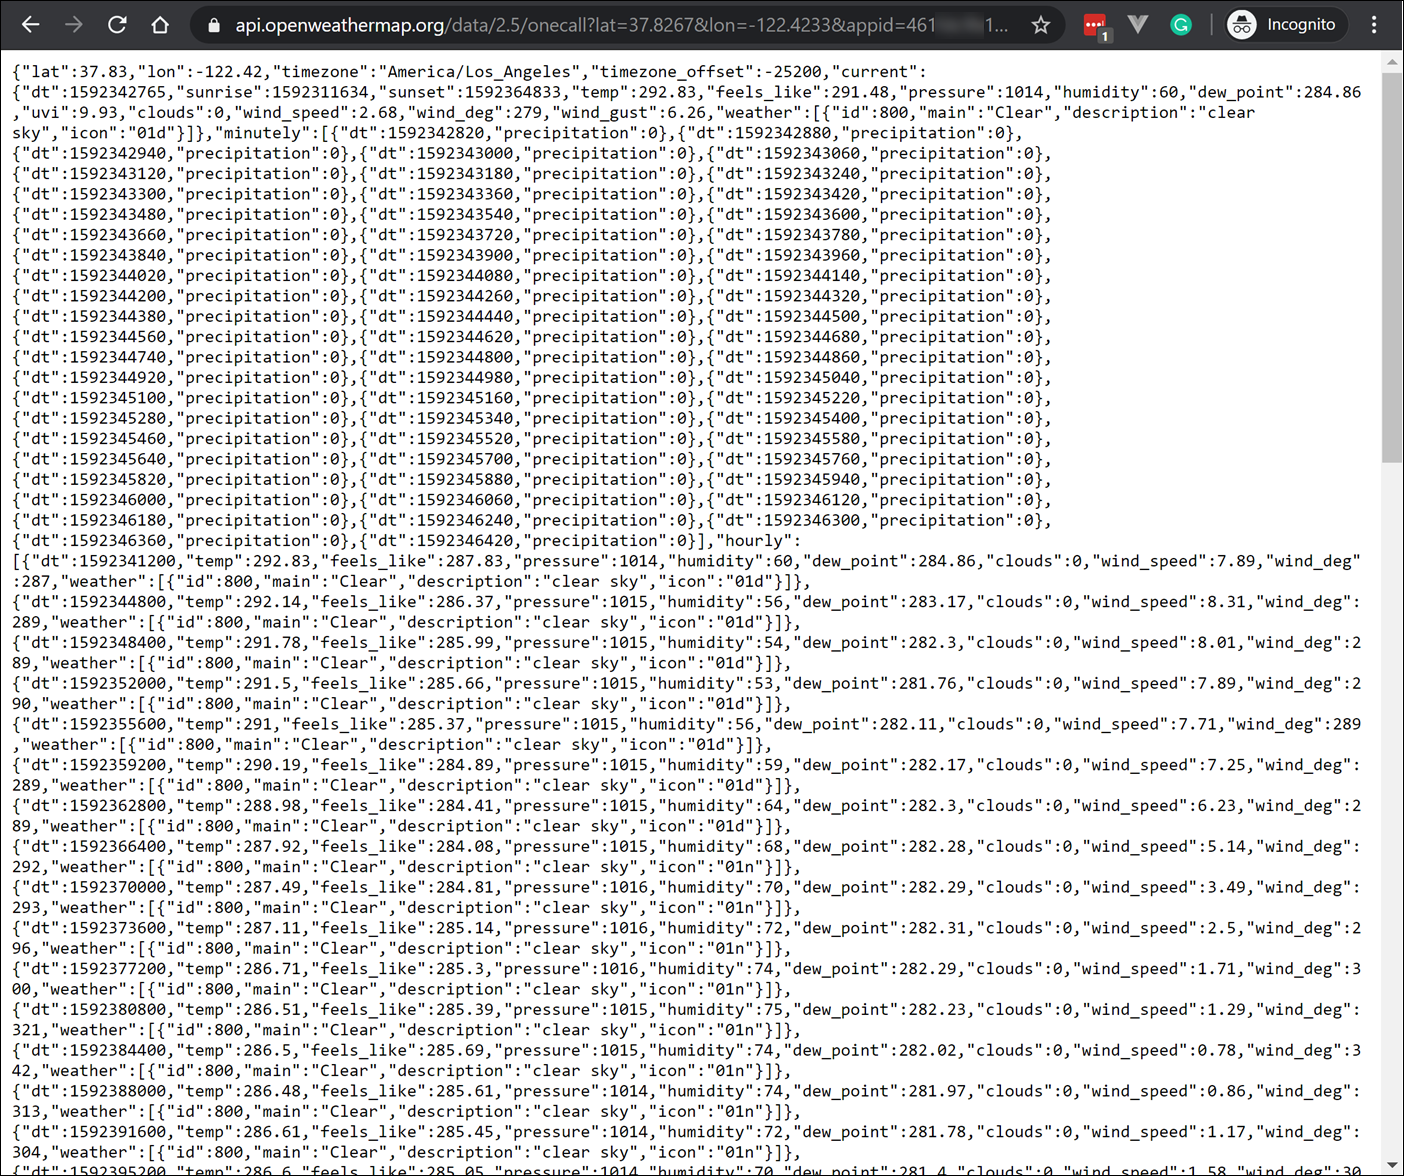 api.openweathermap.org/data/2.5/onecall?lat=37.8267&lon=-122.4233&appid=461 1...
1
Incognito
{"lat":37.83,"lon":-122.42,"timezone":"America/Los_Angeles","timezone_offset":-25200,"current":
{"dt":1592342765,"sunrise":1592311634,"sunset":1592364833,"temp":292.83,"feels_like":291.48,"pressure":1014,"humidity":60,"dew_point":284.86
,"uvi":9.93,"clouds":0,"wind_speed":2.68,"wind_deg":279,"wind_gust":6.26,"weather":[{"id":800,"main":"Clear","description":"clear
sky","icon":"01d"}]},"minutely":[{"dt":1592342820,"precipitation":0},{"dt":1592342880,"precipitation":0},
{"dt":1592342940,"precipitation":0},{"dt":1592343000,"precipitation":0},{"dt":1592343060,"precipitation":0},
{"dt":1592343120,"precipitation":0},{"dt":1592343180,"precipitation":0},{"dt":1592343240,"precipitation":0},
{"dt":1592343300,"precipitation":0},{"dt":1592343360,"precipitation":0},{"dt":1592343420,"precipitation":0},
{"dt":1592343480,"precipitation":0},{"dt":1592343540,"precipitation":0},{"dt":1592343600,"precipitation":0},
{"dt":1592343660,"precipitation":0},{"dt":1592343720,"precipitation":0},{"dt":1592343780,"precipitation":0},
{"dt":1592343840,"precipitation":0},{"dt":1592343900,"precipitation":0},{"dt":1592343960,"precipitation":0},
{"dt":1592344020,"precipitation":0},{"dt":1592344080,"precipitation":0},{"dt":1592344140,"precipitation":0},
{"dt":1592344200,"precipitation":0},{"dt":1592344260,"precipitation":0},{"dt":1592344320,"precipitation":0},
{"dt":1592344380,"precipitation":0},{"dt":1592344440,"precipitation":0},{"dt":1592344500,"precipitation":0},
{"dt":1592344560,"precipitation":0},{"dt":1592344620,"precipitation":0},{"dt":1592344680,"precipitation":0},
{"dt":1592344740,"precipitation":0},{"dt":1592344800,"precipitation":0},{"dt":1592344860,"precipitation":0},
{"dt":1592344920,"precipitation":0},{"dt":1592344980,"precipitation":0},{"dt":1592345040,"precipitation":0},
{"dt":1592345100,"precipitation":0},{"dt":1592345160,"precipitation":0},{"dt":1592345220,"precipitation":0},
{"dt":1592345280,"precipitation":0},{"dt":1592345340,"precipitation":0},{"dt":1592345400,"precipitation":0},
{"dt":1592345460,"precipitation":0},{"dt":1592345520,"precipitation":0},{"dt":1592345580,"precipitation":0},
{"dt":1592345640,"precipitation":0},{"dt":1592345700,"precipitation":0},{"dt":1592345760,"precipitation":0},
{"dt":1592345820,"precipitation":0},{"dt":1592345880,"precipitation":0},{"dt":1592345940,"precipitation":0},
{"dt":1592346000,"precipitation":0},{"dt":1592346060,"precipitation":0},{"dt":1592346120,"precipitation":0},
{"dt":1592346180,"precipitation":0},{"dt":1592346240,"precipitation":0},{"dt":1592346300,"precipitation":0},
{"dt":1592346360,"precipitation":0},{"dt":1592346420,"precipitation":0}],"hourly":
[{"dt":1592341200,"temp":292.83,"feels_like":287.83,"pressure":1014,"humidity":60,"dew_point":284.86,"clouds":0,"wind_speed":7.89,"wind_deg"
:287,"weather":[{"id":800,"main":"Clear","description":"clear sky","icon":"01d"}]},
{"dt":1592344800,"temp":292.14,"feels_like":286.37,"pressure":1015,"humidity":56,"dew_point":283.17,"clouds":0,"wind_speed":8.31,"wind_deg":
289,"weather":[{"id":800,"main":"Clear","description":"clear sky","icon":"01d"}]},
{"dt":1592348400,"temp":291.78,"feels_like":285.99,"pressure":1015,"humidity":54,"dew_point":282.3,"clouds":0,"wind_speed":8.01,"wind_deg":2
89,"weather":[{"id":800,"main":"Clear","description":"clear sky","icon":"01d"}]},
{"dt":1592352000,"temp":291.5,"feels_like":285.66,"pressure":1015,"humidity":53,"dew_point":281.76,"clouds":0,"wind_speed":7.89,"wind_deg":2
90,"weather":[{"id":800,"main":"Clear","description":"clear sky","icon":"01d"}]},
{"dt":1592355600,"temp":291,"feels_like":285.37,"pressure":1015,"humidity":56,"dew_point":282.11,"clouds":0,"wind_speed":7.71,"wind_deg":289
,"weather":[{"id":800,"main":"Clear","description":"clear sky","icon":"01d"}]},
{"dt":1592359200,"temp":290.19,"feels_like":284.89,"pressure":1015,"humidity":59,"dew_point":282.17,"clouds":0,"wind_speed":7.25,"wind_deg":
289,"weather":[{"id":800,"main":"Clear","description":"clear sky","icon":"01d"}]},
{"dt":1592362800,"temp":288.98,"feels_like":284.41,"pressure":1015,"humidity":64,"dew_point":282.3,"clouds":0,"wind_speed":6.23,"wind_deg":2
89,"weather":[{"id":800,"main":"Clear","description":"clear sky","icon":"01d"}]},
{"dt":1592366400,"temp":287.92,"feels_like":284.08,"pressure":1015,"humidity":68,"dew_point":282.28,"clouds":0,"wind_speed":5.14,"wind_deg":
292,"weather":[{"id":800,"main":"Clear","description":"clear sky","icon":"01n"}]},
{"dt":1592370000,"temp":287.49,"feels_like":284.81,"pressure":1016,"humidity":70,"dew_point":282.29,"clouds":0,"wind_speed":3.49,"wind_deg":
293,"weather":[{"id":800,"main":"Clear","description":"clear sky","icon":"01n"}]},
{"dt":1592373600,"temp":287.11,"feels_like":285.14,"pressure":1016,"humidity":72,"dew_point":282.31,"clouds":0,"wind_speed":2.5,"wind_deg":2
96,"weather":[{"id":800,"main":"Clear","description":"clear sky","icon":"01n"}]},
{"dt":1592377200,"temp":286.71,"feels_like":285.3,"pressure":1016,"humidity":74,"dew_point":282.29,"clouds":0,"wind_speed":1.71,"wind_deg":3
00,"weather":[{"id":800,"main":"Clear","description":"clear sky","icon":"01n"}]},
{"dt":1592380800,"temp":286.51,"feels_like":285.39,"pressure":1015,"humidity":75,"dew_point":282.23,"clouds":0,"wind_speed":1.29,"wind_deg":
321,"weather":[{"id":800,"main":"Clear","description":"clear sky","icon":"01n"}]},
{"dt":1592384400,"temp":286.5,"feels_like":285.69,"pressure":1015,"humidity":74,"dew_point":282.02,"clouds":0,"wind_speed":0.78,"wind_deg":3
42,"weather":[{"id":800,"main":"Clear","description":"clear sky","icon":"01n"}]},
{"dt":1592388000,"temp":286.48,"feels_like":285.61,"pressure":1014,"humidity":74,"dew_point":281.97,"clouds":0,"wind_speed":0.86,"wind_deg":
313,"weather":[{"id":800,"main":"Clear","description":"clear sky","icon":"01n"}]},
{"dt":1592391600,"temp":286.61,"feels_like":285.45,"pressure":1014,"humidity":72,"dew_point":281.78,"clouds":0,"wind_speed":1.17,"wind_deg":
304,"weather":[{"id":800,"main":"Clear","description":"clear sky","icon":"01n"}]},
{"dt":1592395200,"temp":286.6,"feels_like":285.05,"pressure":1014,"humidity":70,"dew_point":281.4,"clouds":0,"wind_speed":1.58,"wind_deg":30